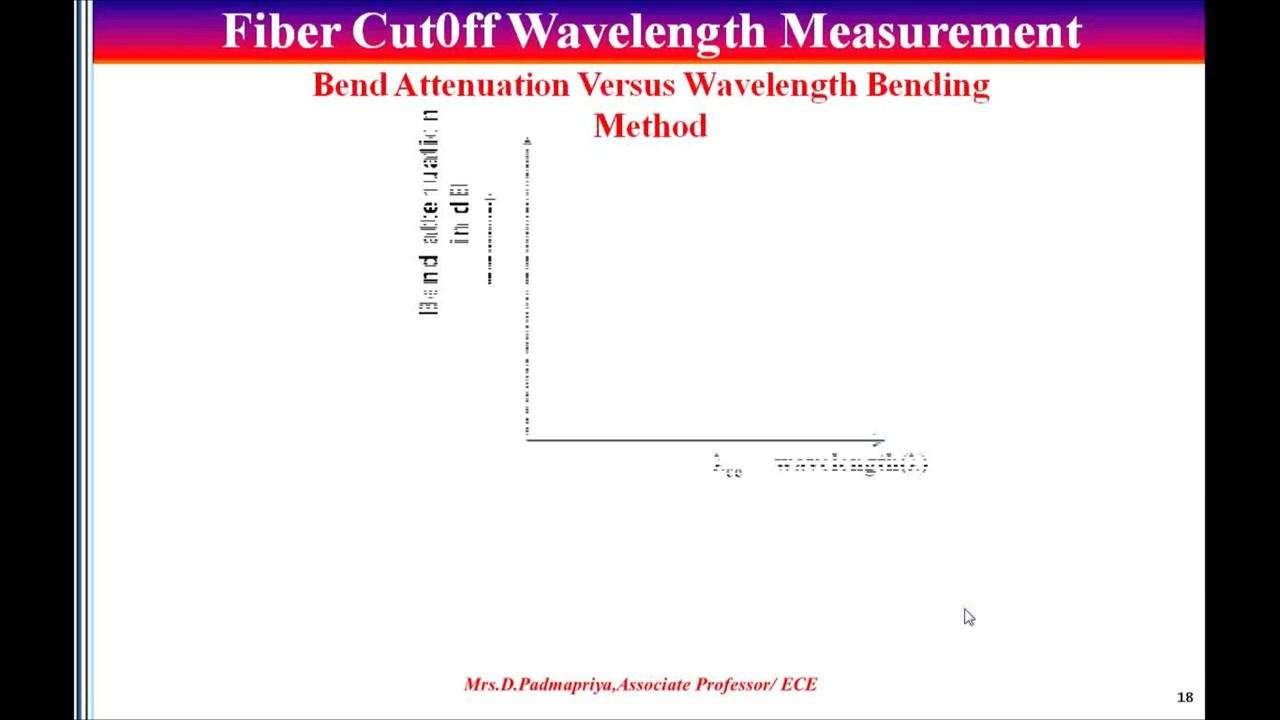 Fiber Cut0ff Wavelength Measurement
Bend Attenuation Versus Wavelength Bending
Method
Bend attenuation
in dB
λce wavelength(λ)
Mrs.D.Padmapriya,Associate Professor/ ECE
18